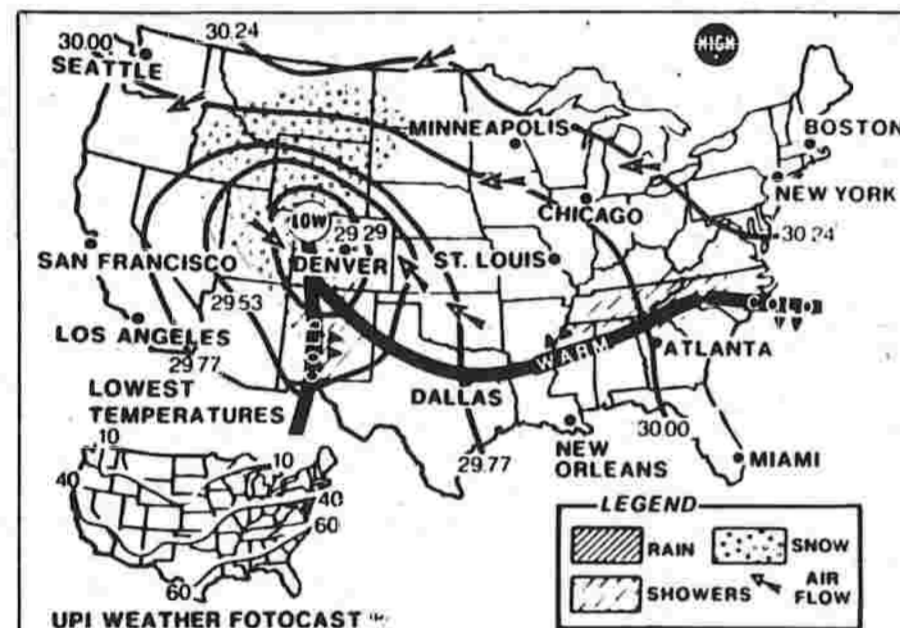 30.00
30.24
HIGH
SEATTLE
MINNEAPOLIS
BOSTON
NEW YORK
CHICAGO
30.24
LOW
29 29
SAN FRANCISCO
DENVER
ST. LOUIS
29 53
COLD
LOS ANGELES
29.77
COLD
WARM
ATLANTA
DALLAS
LOWEST
TEMPERATURES
30.00
NEW
ORLEANS
MIAMI
29.77
10
10
40
40
60
60
LEGEND
RAIN
SNOW
SHOWERS
AIR
FLOW
UPI WEATHER FOTOCAST